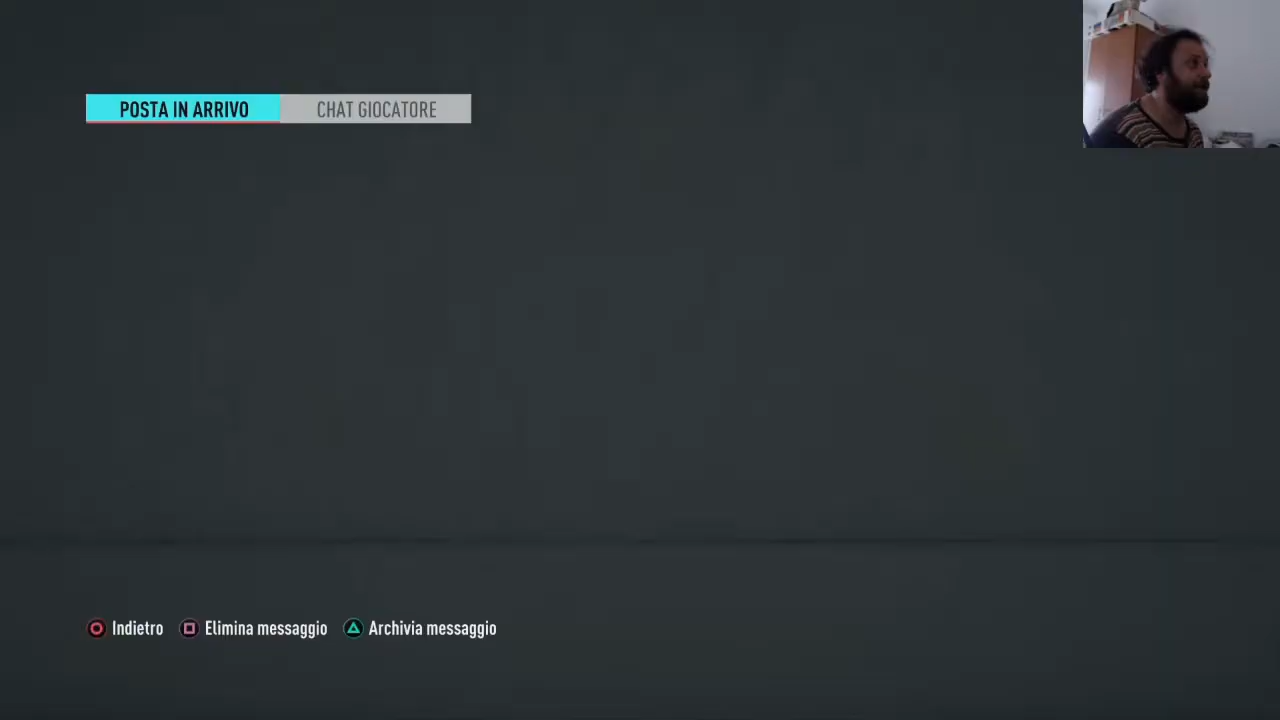 POSTA IN ARRIVO CHAT GIOCATORE
Indietro Elimina messaggio Archivia messaggio